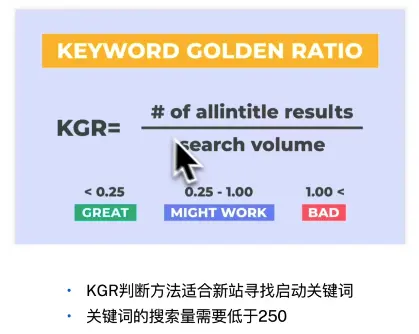 KEYWORD GOLDEN RATIO
# of allintitle results
KGR=
search volume
< 0.25
0.25 - 1.00
1.00 <
GREAT
MIGHT WORK
BAD
• KGR判断方法适合新站寻找启动关键词
• 关键词的搜索量需要低于250